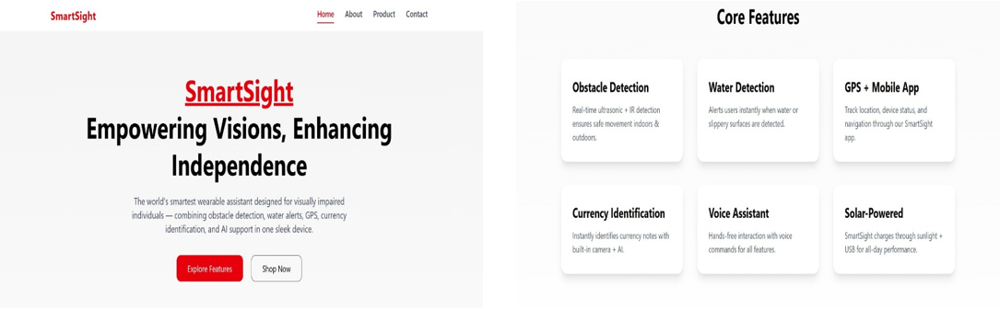 SmartSight
Home About Product Contact
SmartSight
Empowering Visions, Enhancing
Independence
The world's smartest wearable assistant designed for visually impaired
individuals — combining obstacle detection, water alerts, GPS, currency
identification, and AI support in one sleek device.
Explore Features Shop Now
Core Features
Obstacle Detection
Real-time ultrasonic + IR detection
ensures safe movement indoors &
outdoors.
Water Detection
Alerts users instantly when water or
slippery surfaces are detected.
GPS + Mobile App
Track location, device status, and
navigation through our SmartSight
app.
Currency Identification
Instantly identifies currency notes with
built-in camera + AI.
Voice Assistant
Hands-free interaction with voice
commands for all features.
Solar-Powered
SmartSight charges through sunlight +
USB for all-day performance.